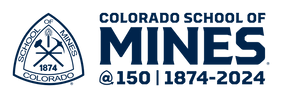 SCHOOL OF MINES
1874
COLORADO
COLORADO SCHOOL OF
MINES
@150 | 1874-2024